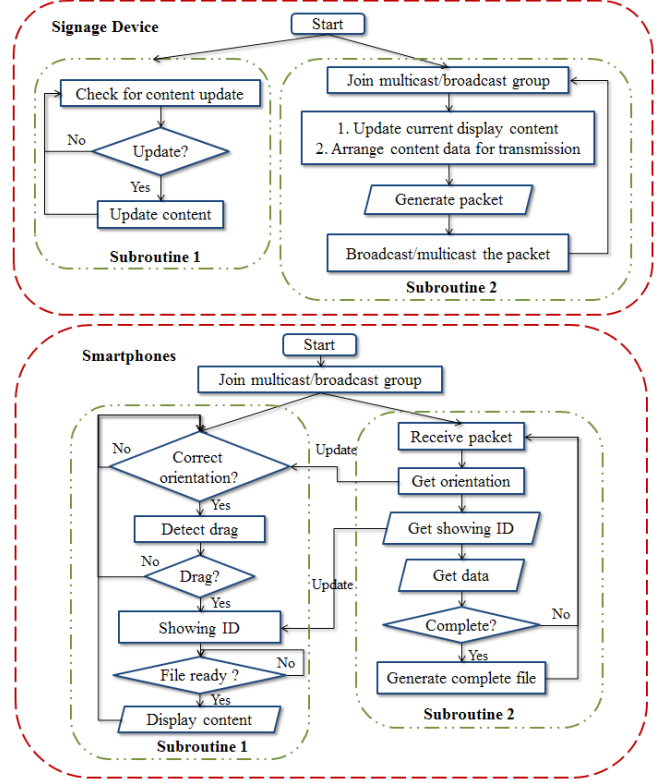 Signage Device
Start
Check for content update
No
Update?
Yes
Update content
Subroutine 1
Join multicast/broadcast group
1. Update current display content
2. Arrange content data for transmission
Generate packet
Broadcast/multicast the packet
Subroutine 2
Smartphones
Start
Join multicast/broadcast group
No
Correct
orientation?
Yes
Detect drag
No
Drag?
Yes
Showing ID
No
File ready ?
Yes
Display content
Subroutine 1
Update
Update
Receive packet
Get orientation
Get showing ID
Get data
Complete?
No
Yes
Generate complete file
Subroutine 2